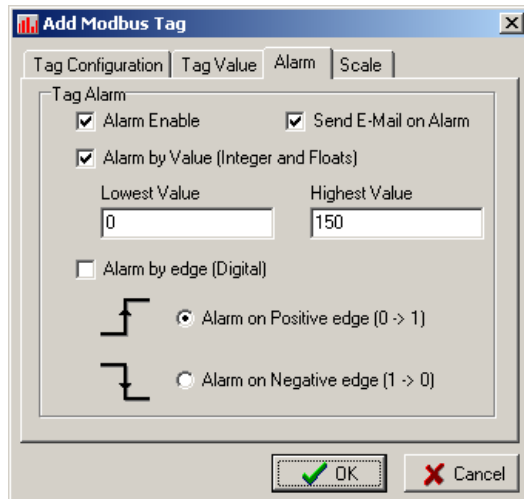 Add Modbus Tag
Tag Configuration Tag Value Alarm Scale
Tag Alarm
Alarm Enable Send E-Mail on Alarm
Alarm by Value (Integer and Floats)
Lowest Value Highest Value
0 150
Alarm by edge (Digital)
Alarm on Positive edge (0 -> 1)
Alarm on Negative edge (1 -> 0)
OK Cancel